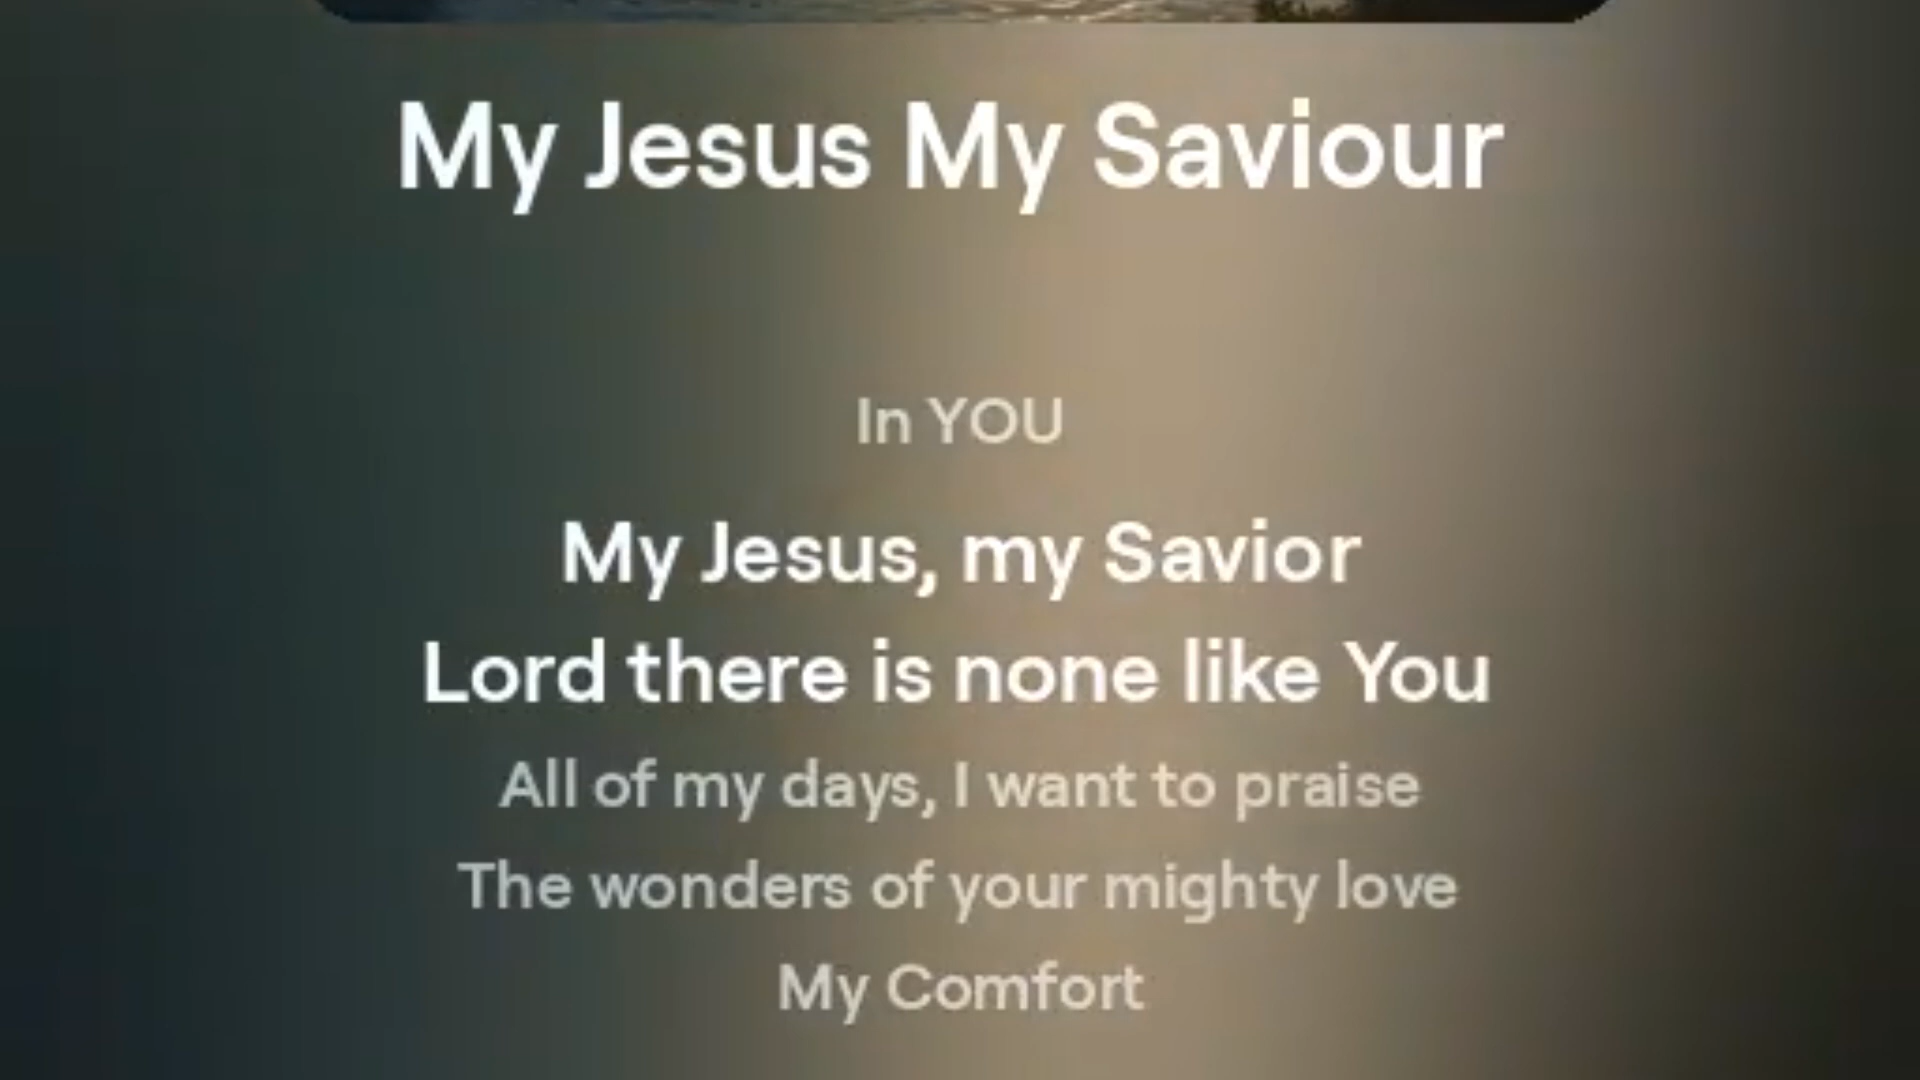 My Jesus My Saviour
In YOU
My Jesus, my Savior
Lord there is none like You
All of my days, I want to praise
The wonders of your mighty love
My Comfort